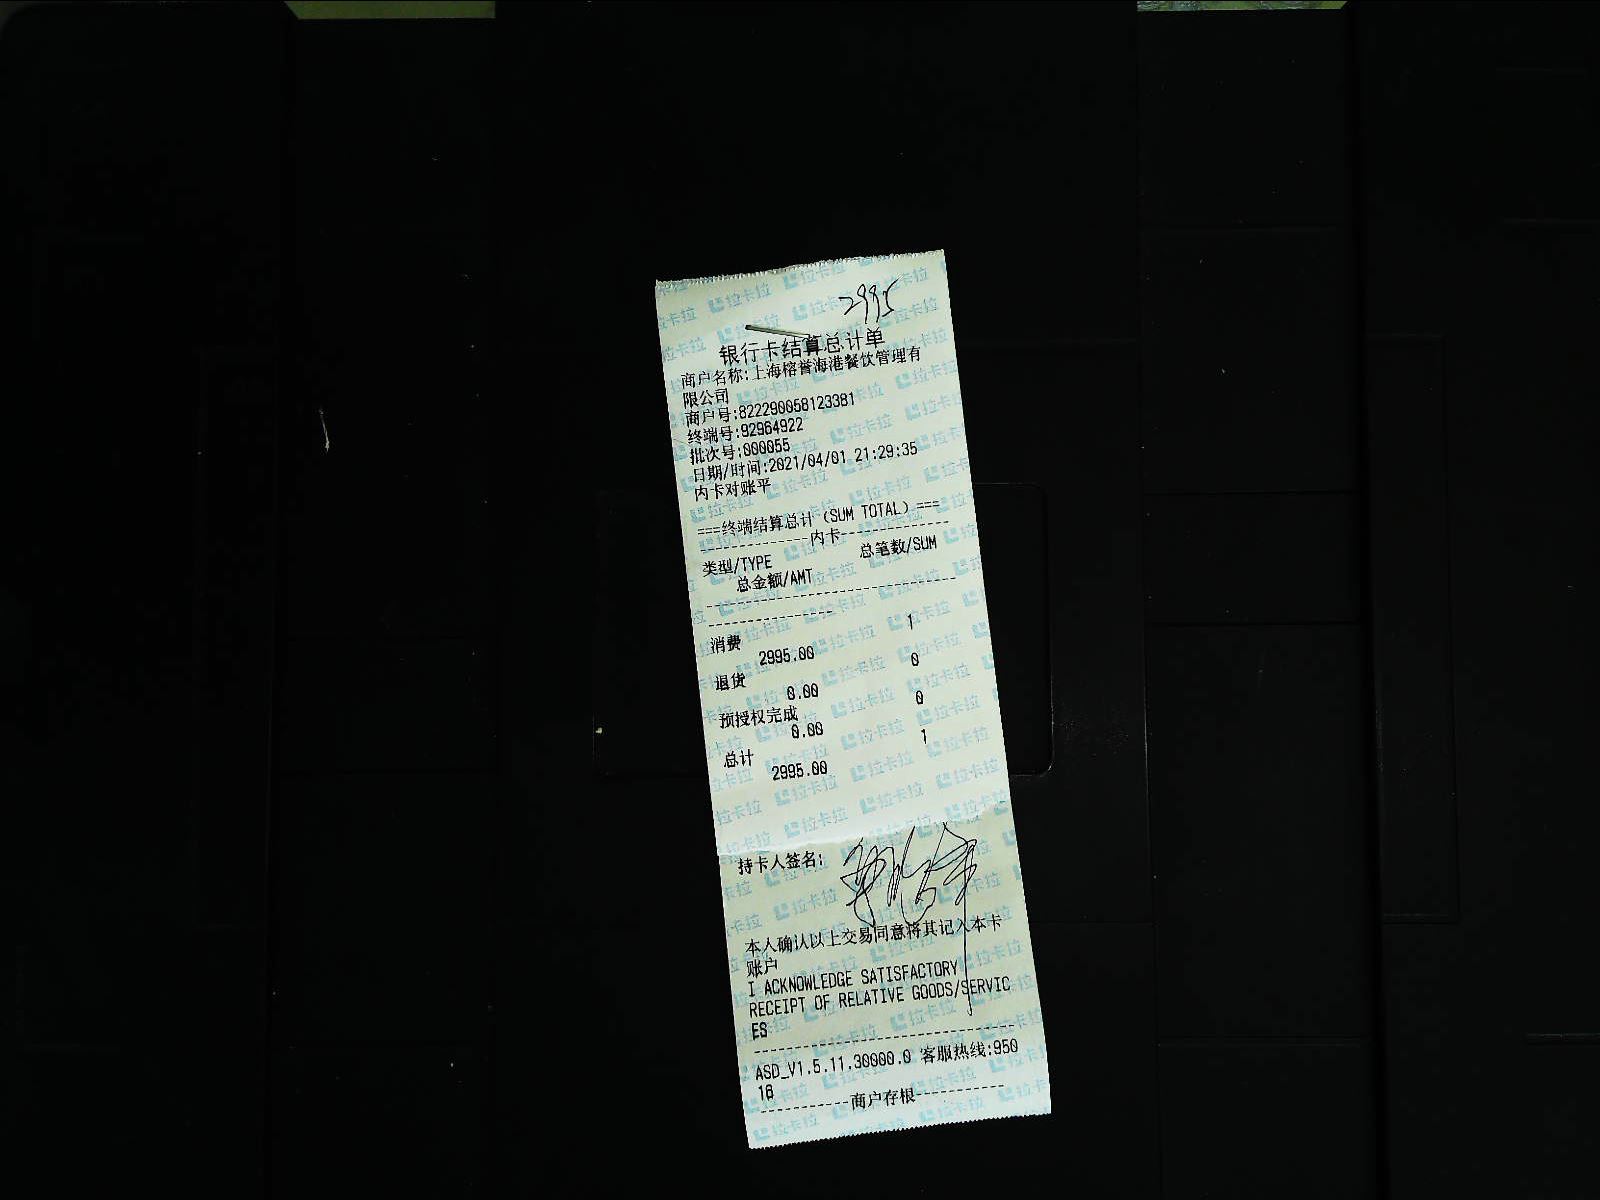 2995
银行卡结算总计单
商户名称:上海榕誉海港餐饮管理有
限公司
商户号:822290058123381
终端号:92964922
批次号:000055
日期/时间:2021/04/01 21:29:35
内卡对账平
===终端结算总计 (SUM TOTAL) ===
-----------内卡-----------
类型/TYPE 总笔数/SUM
总金额/AMT
消费 1
2995.00
退货 0
0.00
预授权完成 0
0.00
总计 1
2995.00
持卡人签名:
本人确认以上交易同意将其记入本卡
账户
I ACKNOWLEDGE SATISFACTORY
RECEIPT OF RELATIVE GOODS/SERVIC
ES
ASD_V1.5.11.30000.0 客服热线:950
16
---------商户存根---------